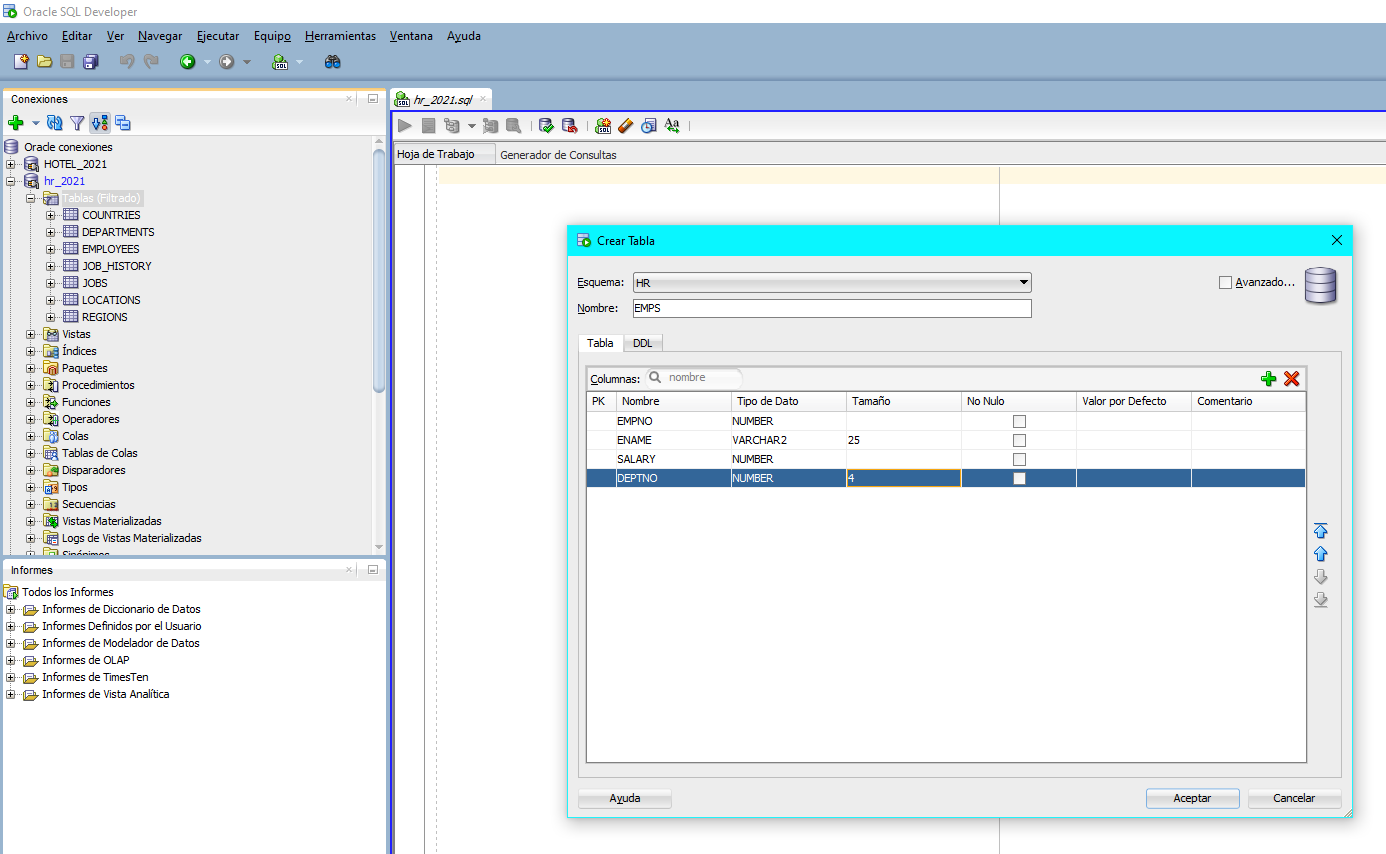 Oracle SQL Developer
Archivo Editar Ver Navegar Ejecutar Equipo Herramientas Ventana Ayuda
Conexiones
Oracle conexiones
HOTEL_2021
hr_2021
Tablas (Filtrado)
COUNTRIES
DEPARTMENTS
EMPLOYEES
JOB_HISTORY
JOBS
LOCATIONS
REGIONS
Vistas
Índices
Paquetes
Procedimientos
Funciones
Operadores
Colas
Tablas de Colas
Disparadores
Tipos
Secuencias
Vistas Materializadas
Logs de Vistas Materializadas
Sinónimos
Informes
Todos los Informes
Informes de Diccionario de Datos
Informes Definidos por el Usuario
Informes de Modelador de Datos
Informes de OLAP
Informes de TimesTen
Informes de Vista Analítica
hr_2021.sql
Hoja de Trabajo Generador de Consultas
Crear Tabla
Esquema: HR Avanzado...
Nombre: EMPS
Tabla DDL
Columnas: nombre
PK Nombre Tipo de Dato Tamaño No Nulo Valor por Defecto Comentario
EMPNO NUMBER
ENAME VARCHAR2 25
SALARY NUMBER
DEPTNO NUMBER 4
Ayuda Aceptar Cancelar